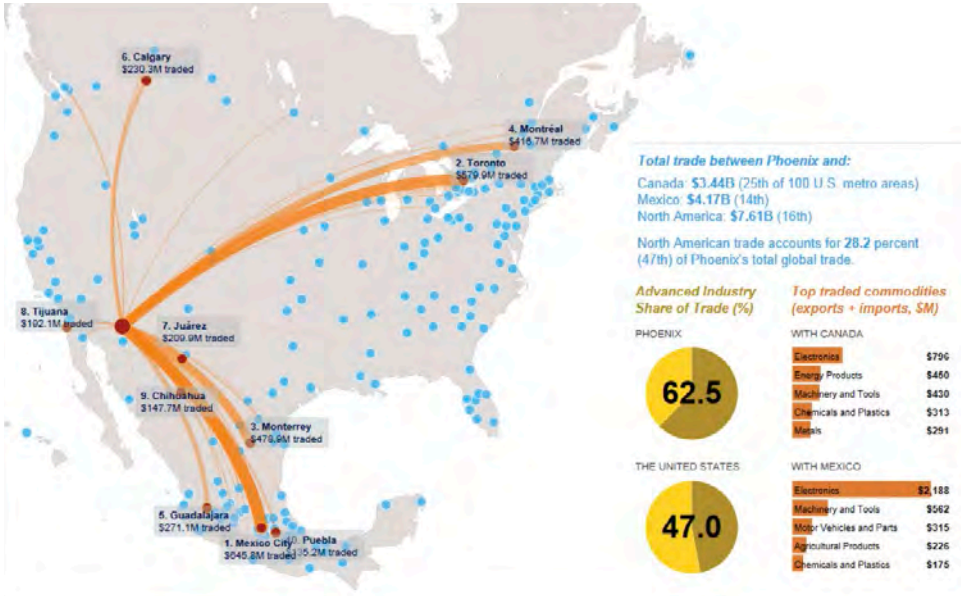 6. Calgary
$230.3M traded
4. Montréal
$416.7M traded
2. Toronto
$579.9M traded
8. Tijuana
$192.1M traded
7. Juárez
$209.9M traded
9. Chihuahua
$147.7M traded
3. Monterrey
$478.9M traded
5. Guadalajara
$271.1M traded
1. Mexico City
$645.8M traded
10. Puebla
$135.2M traded
Total trade between Phoenix and:
Canada: $3.44B (25th of 100 U.S. metro areas)
Mexico: $4.17B (14th)
North America: $7.61B (16th)
North American trade accounts for 28.2 percent
(47th) of Phoenix's total global trade.
Advanced Industry
Share of Trade (%)
PHOENIX
62.5
THE UNITED STATES
47.0
Top traded commodities
(exports + imports, $M)
WITH CANADA
Electronics $796
Energy Products $450
Machinery and Tools $430
Chemicals and Plastics $313
Metals $291
WITH MEXICO
Electronics $2,188
Machinery and Tools $562
Motor Vehicles and Parts $315
Agricultural Products $226
Chemicals and Plastics $175